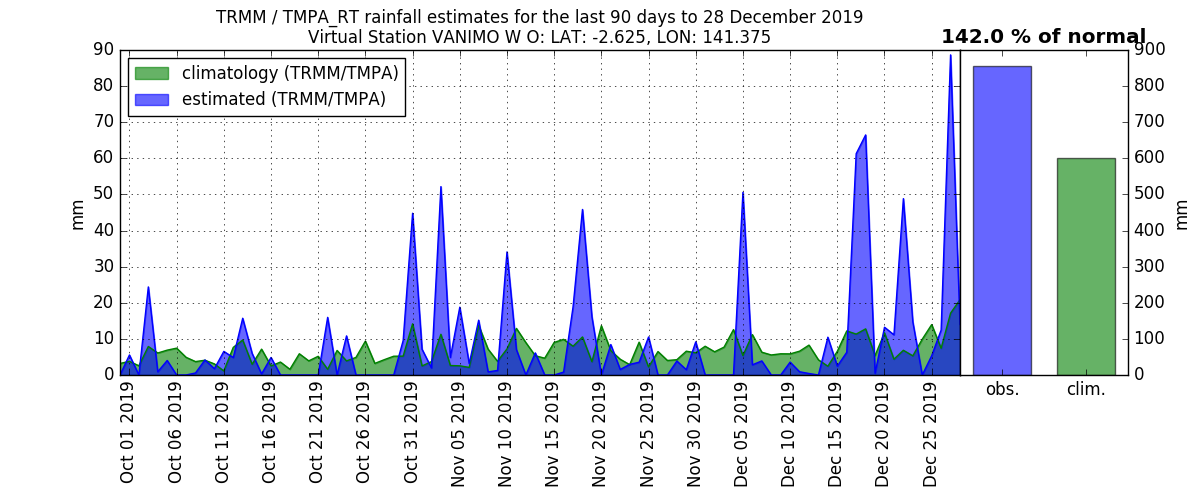 TRMM / TMPA_RT rainfall estimates for the last 90 days to 28 December 2019
Virtual Station VANIMO W O: LAT: -2.625, LON: 141.375
142.0 % of normal
climatology (TRMM/TMPA)
estimated (TRMM/TMPA)
90
80
70
60
50
40
30
20
10
0
mm
Oct 01 2019
Oct 06 2019
Oct 11 2019
Oct 16 2019
Oct 21 2019
Oct 26 2019
Oct 31 2019
Nov 05 2019
Nov 10 2019
Nov 15 2019
Nov 20 2019
Nov 25 2019
Nov 30 2019
Dec 05 2019
Dec 10 2019
Dec 15 2019
Dec 20 2019
Dec 25 2019
obs.
clim.
900
800
700
600
500
400
300
200
100
0
mm